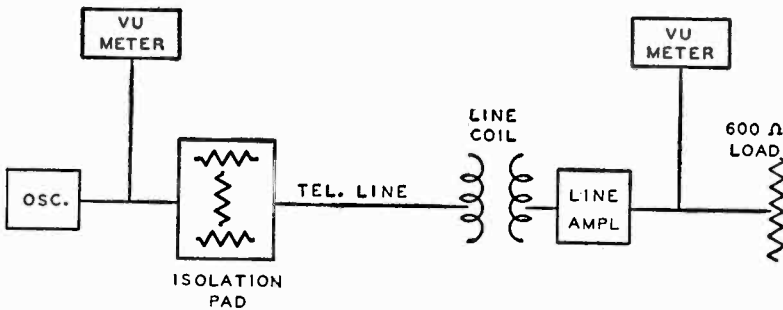 VU
METER
VU
METER
LINE
COIL
600 Ω
LOAD
OSC.
TEL. LINE
LINE
AMPL
ISOLATION
PAD